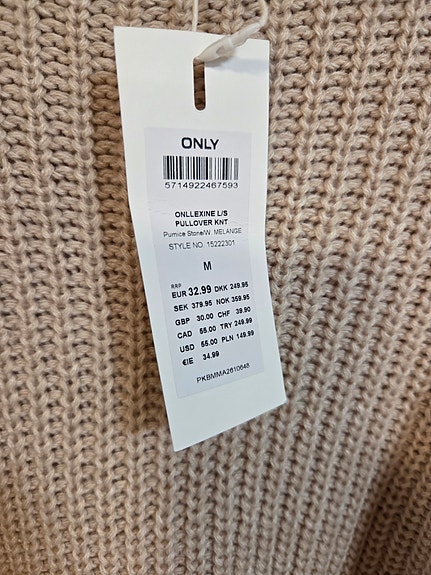 ONLY
5714922467593
ONLLEXINE L/S
PULLOVER KNT
Pumice Stone/W. MELANGE
STYLE NO. 15222301
M
RRP
EUR 32.99 DKK 249.95
SEK 379.95 NOK 359.95
GBP 30.00 CHF 39.90
CAD 55.00 TRY 249.99
USD 55.00 PLN 149.99
€IE 34.99
PKBMMA2610646